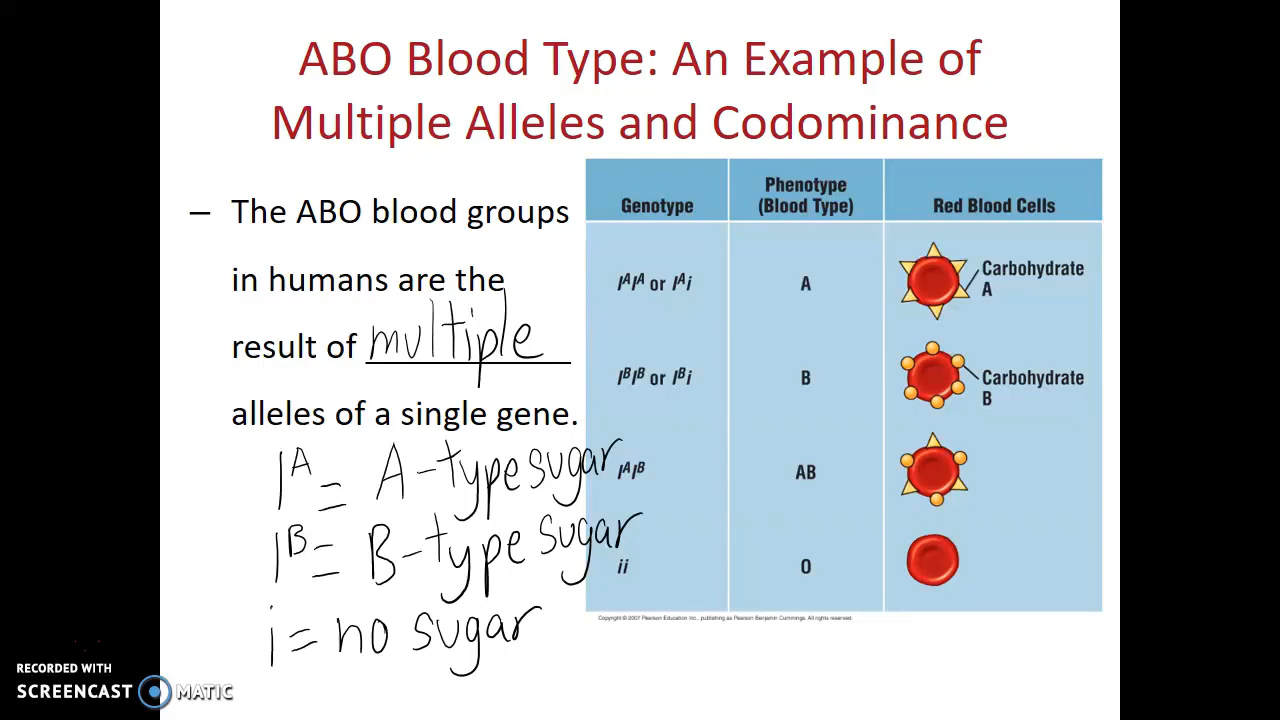 ABO Blood Type: An Example of
Multiple Alleles and Codominance
– The ABO blood groups
in humans are the
result of multiple
alleles of a single gene.
I^A = A-type sugar
I^B = B-type sugar
i = no sugar
Genotype
Phenotype
(Blood Type)
Red Blood Cells
I^AI^A or I^Ai
A
Carbohydrate
A
I^BI^B or I^Bi
B
Carbohydrate
B
I^AI^B
AB
ii
O
Copyright © 2007 Pearson Education Inc., publishing as Pearson Benjamin Cummings. All rights reserved.
RECORDED WITH
SCREENCAST MATIC